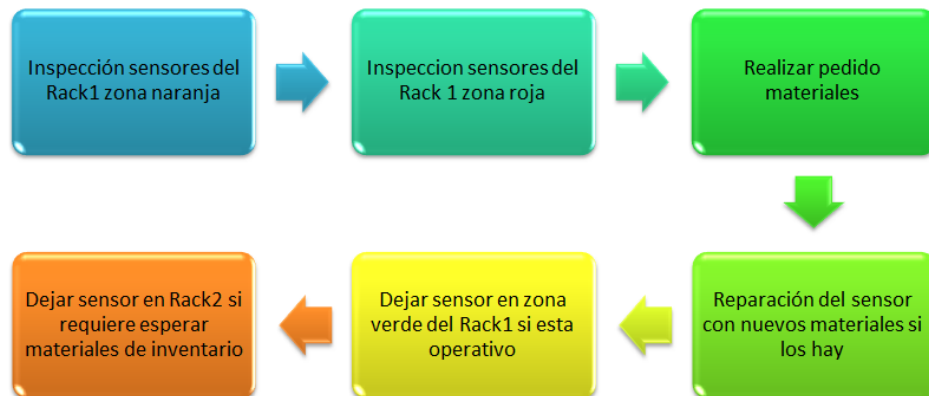 Inspección sensores del
Rack1 zona naranja
Inspeccion sensores del
Rack 1 zona roja
Realizar pedido
materiales
Reparación del sensor
con nuevos materiales si
los hay
Dejar sensor en zona
verde del Rack1 si esta
operativo
Dejar sensor en Rack2 si
requiere esperar
materiales de inventario